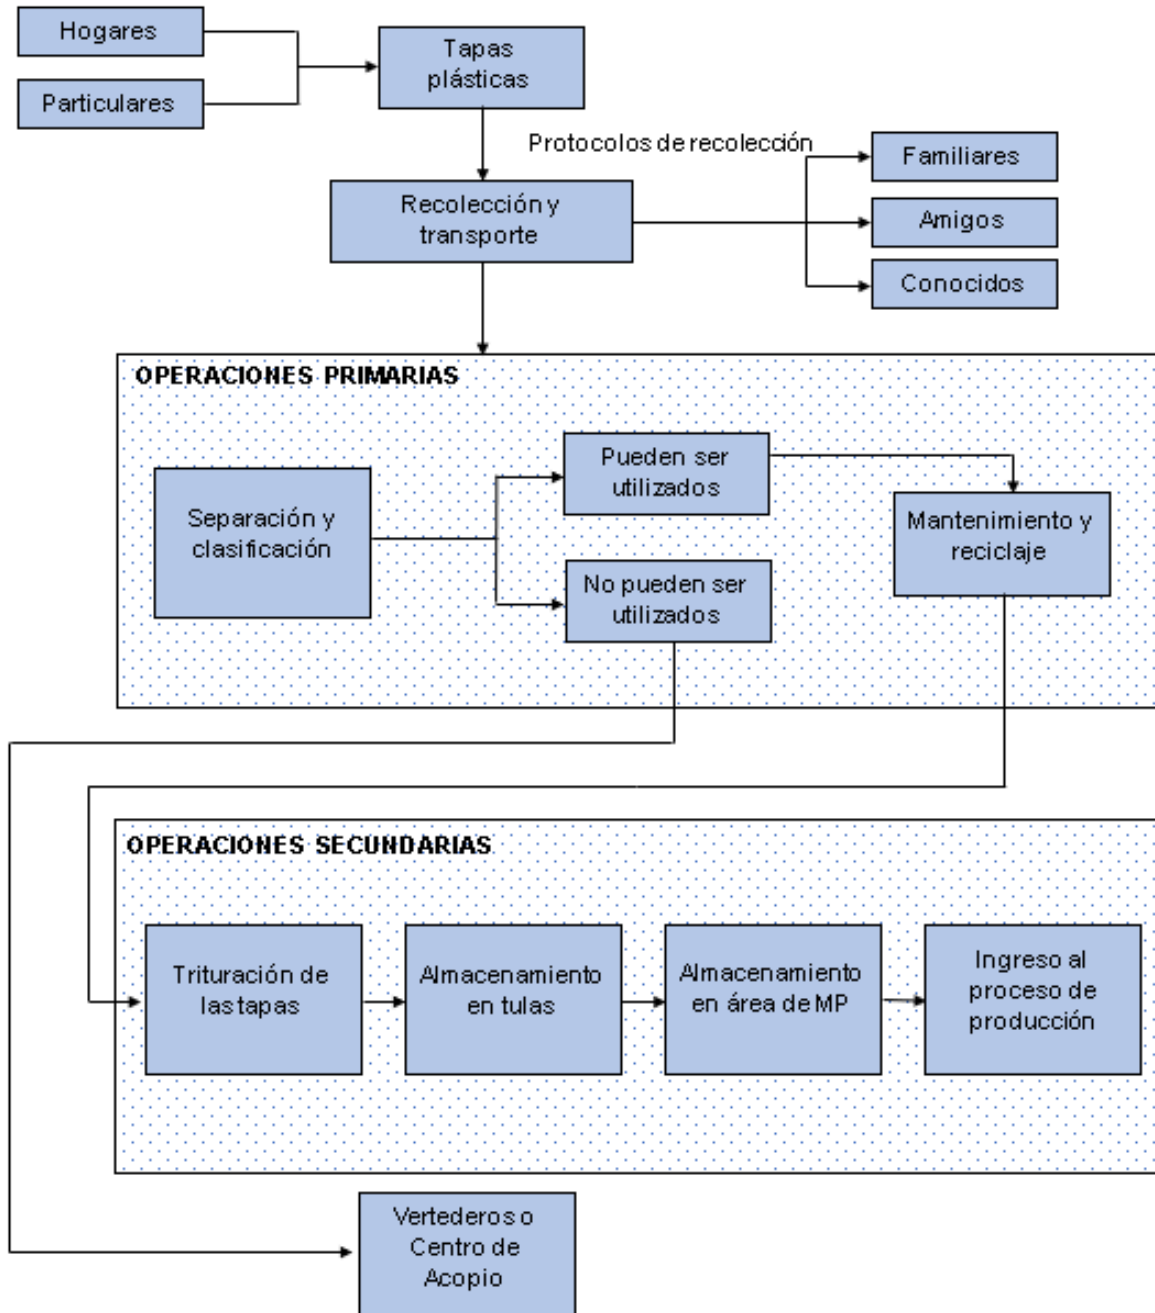 Hogares
Particulares
Tapas
plásticas
Protocolos de recolección
Recolección y
transporte
Familiares
Amigos
Conocidos
OPERACIONES PRIMARIAS
Separación y
clasificación
Pueden ser
utilizados
No pueden ser
utilizados
Mantenimiento y
reciclaje
OPERACIONES SECUNDARIAS
Trituración de
las tapas
Almacenamiento
en tulas
Almacenamiento
en área de MP
Ingreso al
proceso de
producción
Vertederos o
Centro de
Acopio